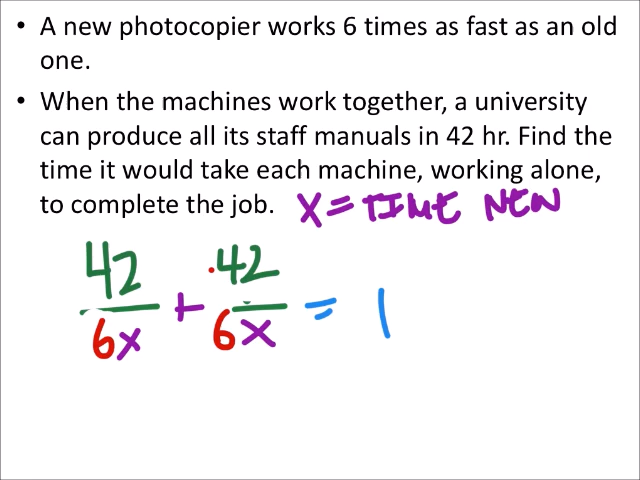 • A new photocopier works 6 times as fast as an old
one.
• When the machines work together, a university
can produce all its staff manuals in 42 hr. Find the
time it would take each machine, working alone,
to complete the job. X = TIME NEW
42/6x + 42/6x = 1